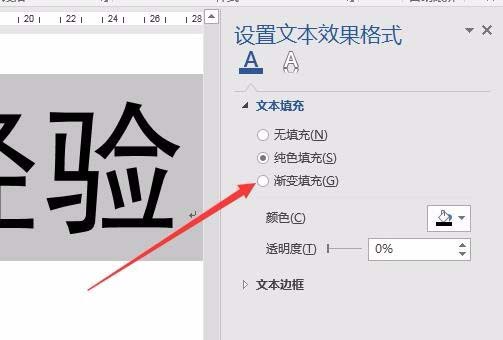 20 22 24 26 28
设置文本效果格式
A A
文本填充
无填充(N)
纯色填充(S)
渐变填充(G)
颜色(C)
透明度(T) 0%
文本边框
经验